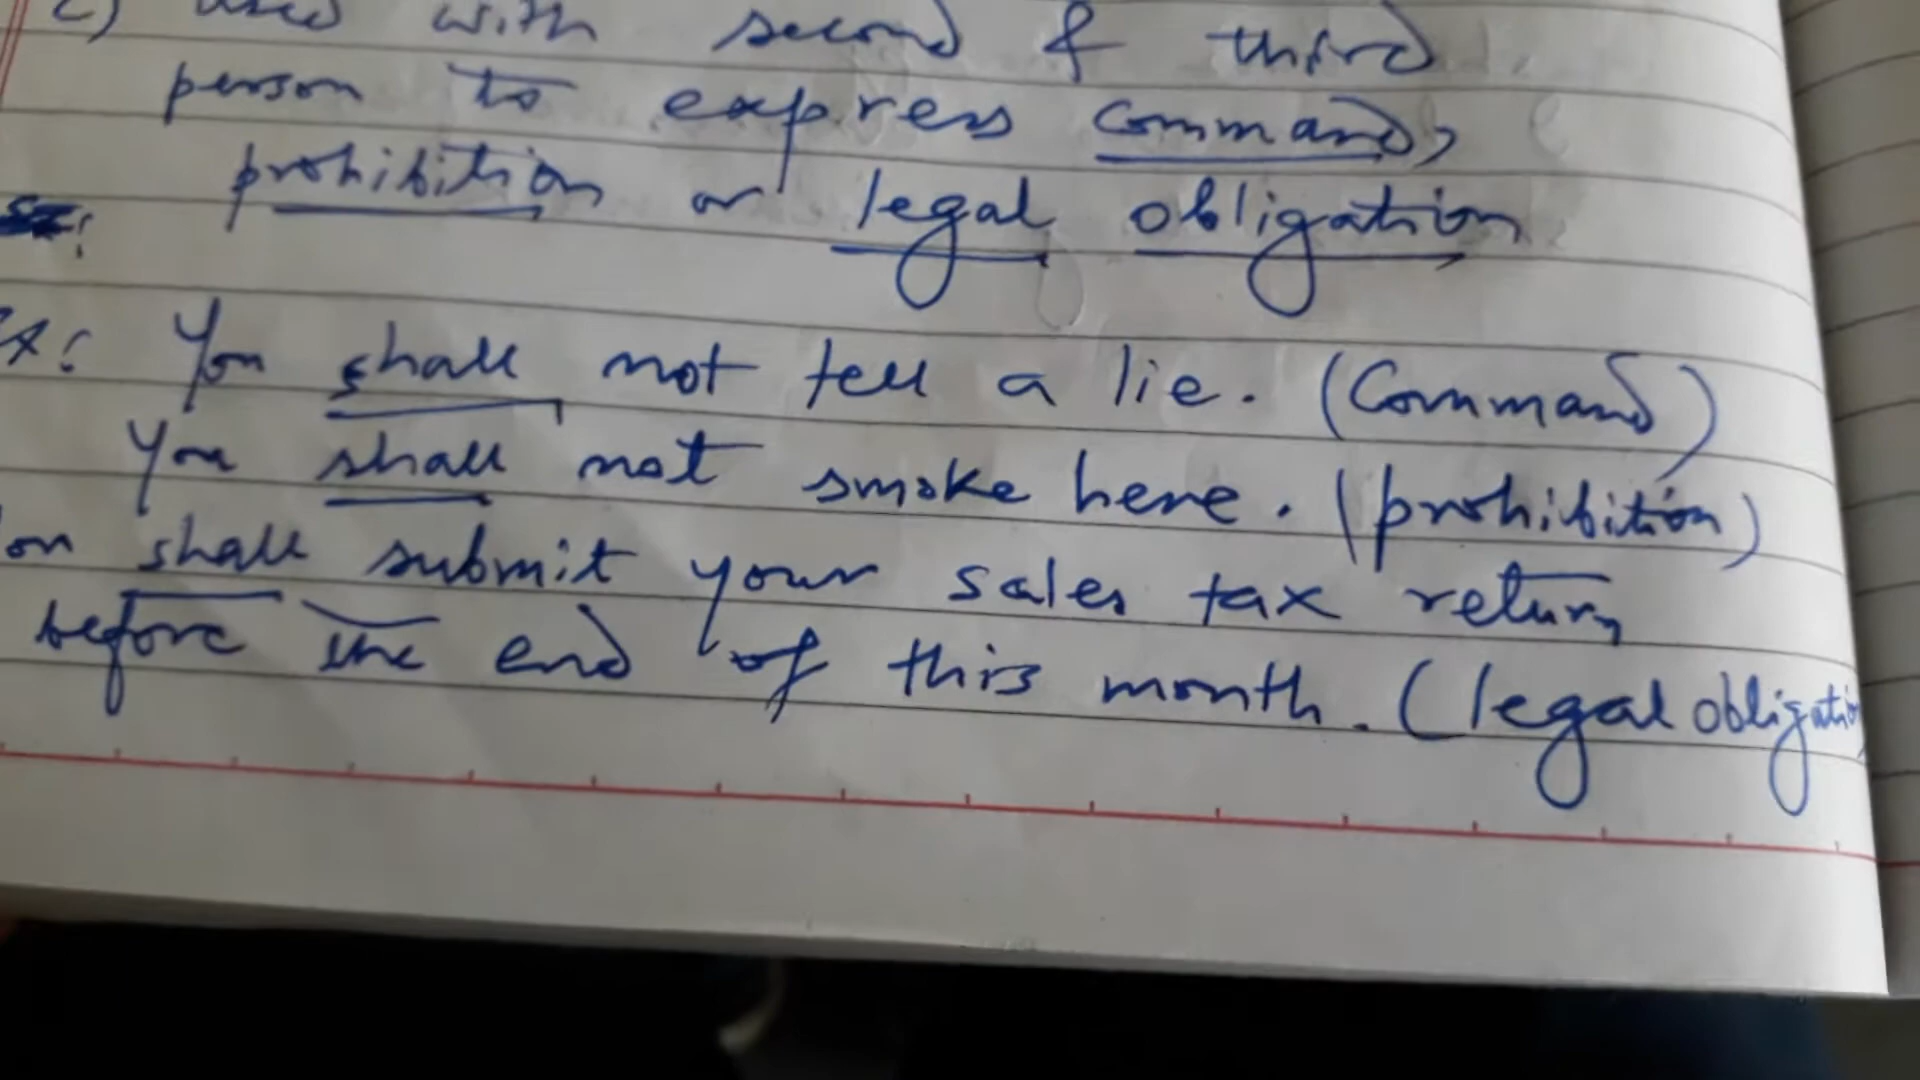 c) used with second & third
person to express command,
prohibition or legal obligation
Ex: You shall not tell a lie. (Command)
You shall not smoke here. (prohibition)
You shall submit your sales tax return
before the end of this month. (legal obligation